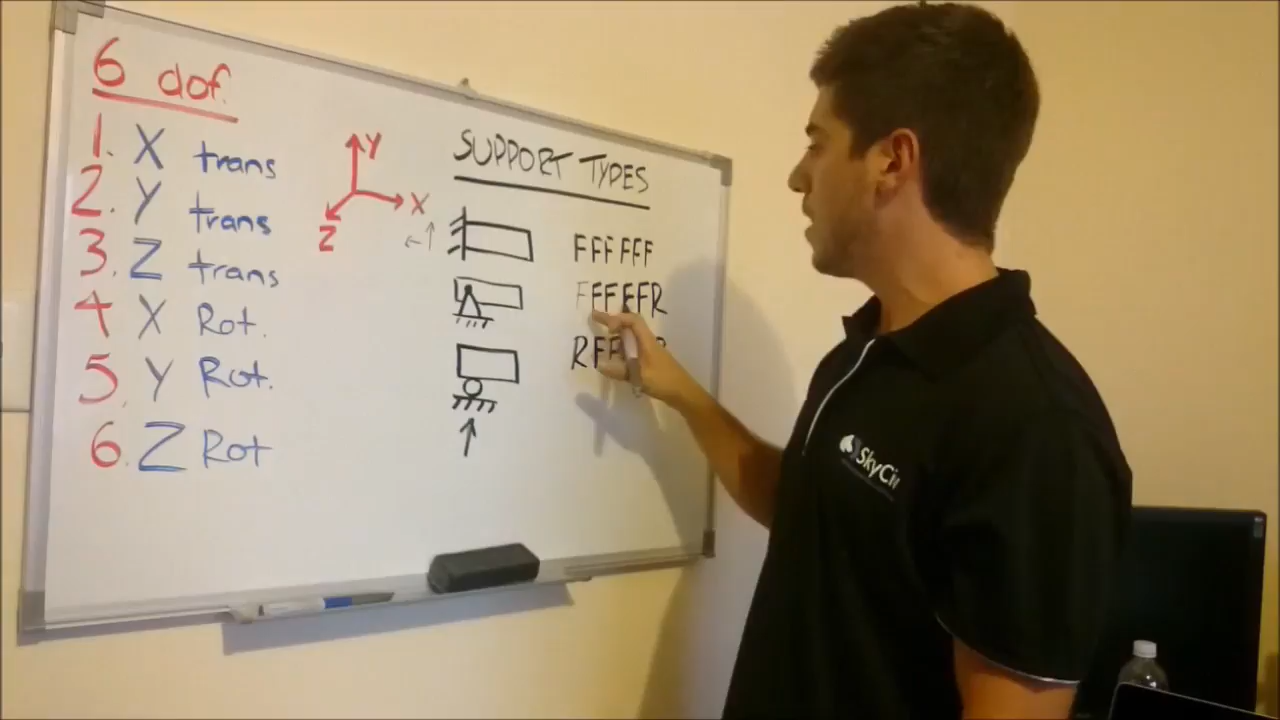 6 dof.
1. X trans
2. Y trans
3. Z trans
4 X Rot.
5. Y Rot.
6. Z Rot
Y
X
Z
SUPPORT TYPES
FFFFFF
FFFFFR
SkyCiv